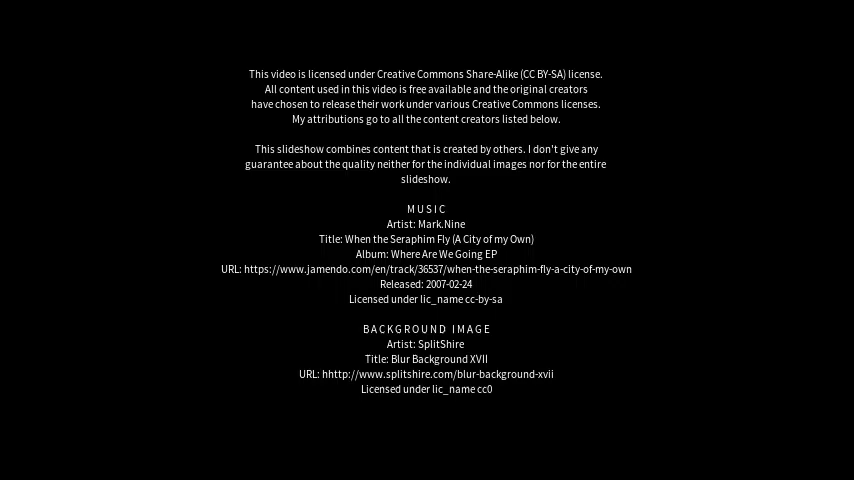 This video is licensed under Creative Commons Share-Alike (CC BY-SA) license.
All content used in this video is free available and the original creators
have chosen to release their work under various Creative Commons licenses.
My attributions go to all the content creators listed below.
This slideshow combines content that is created by others. I don't give any
guarantee about the quality neither for the individual images nor for the entire
slideshow.
MUSIC
Artist: Mark.Nine
Title: When the Seraphim Fly (A City of my Own)
Album: Where Are We Going EP
URL: https://www.jamendo.com/en/track/36537/when-the-seraphim-fly-a-city-of-my-own
Released: 2007-02-24
Licensed under lic_name cc-by-sa
BACKGROUND IMAGE
Artist: SplitShire
Title: Blur Background XVII
URL: hhttp://www.splitshire.com/blur-background-xvii
Licensed under lic_name cc0